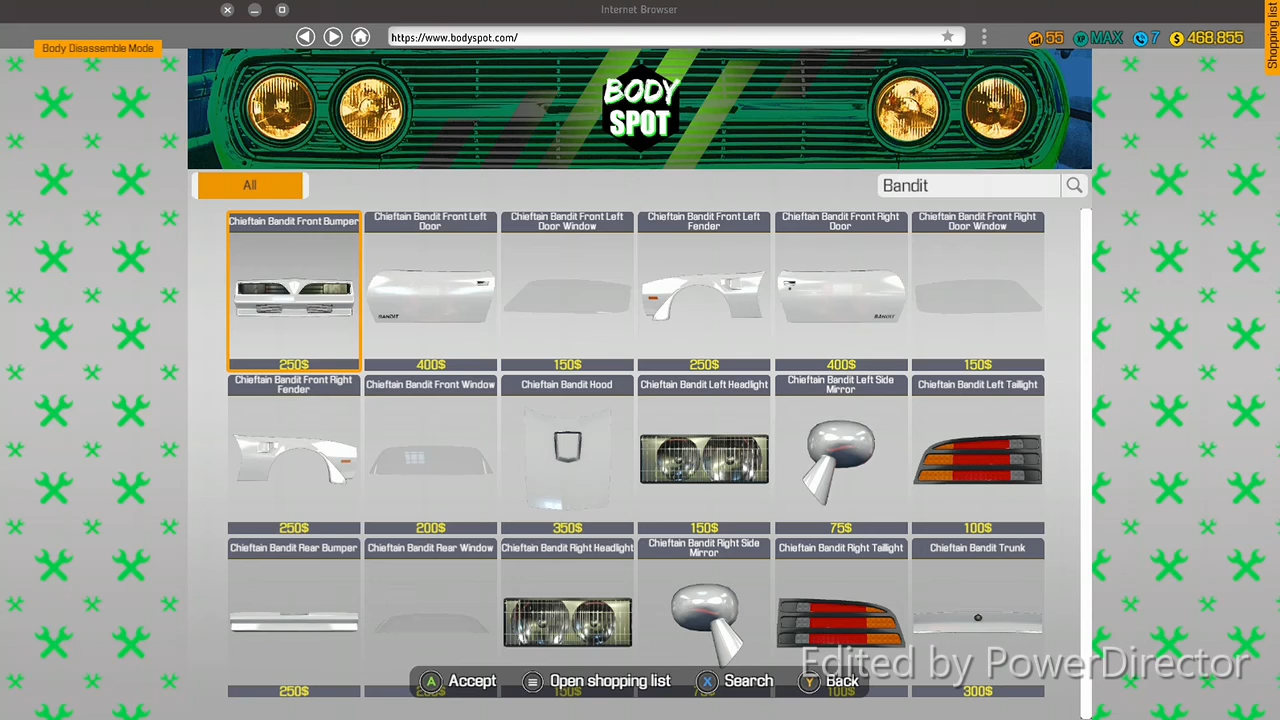 Internet Browser
Shopping list
Body Disassemble Mode
https://www.bodyspot.com/
55
XP MAX
7
$ 468,855
BODY
SPOT
All
Bandit
Chieftain Bandit Front Bumper
Chieftain Bandit Front Left
Door
Chieftain Bandit Front Left
Door Window
Chieftain Bandit Front Left
Fender
Chieftain Bandit Front Right
Door
Chieftain Bandit Front Right
Door Window
BANDIT
BANDIT
250$
400$
150$
250$
400$
150$
Chieftain Bandit Front Right
Fender
Chieftain Bandit Front Window
Chieftain Bandit Hood
Chieftain Bandit Left Headlight
Chieftain Bandit Left Side
Mirror
Chieftain Bandit Left Taillight
250$
200$
350$
150$
75$
100$
Chieftain Bandit Rear Bumper
Chieftain Bandit Rear Window
Chieftain Bandit Right Headlight
Chieftain Bandit Right Side
Mirror
Chieftain Bandit Right Taillight
Chieftain Bandit Trunk
Edited by PowerDirector
A Accept
Open shopping list
X Search
Y Back
250$
200$
150$
75$
100$
300$